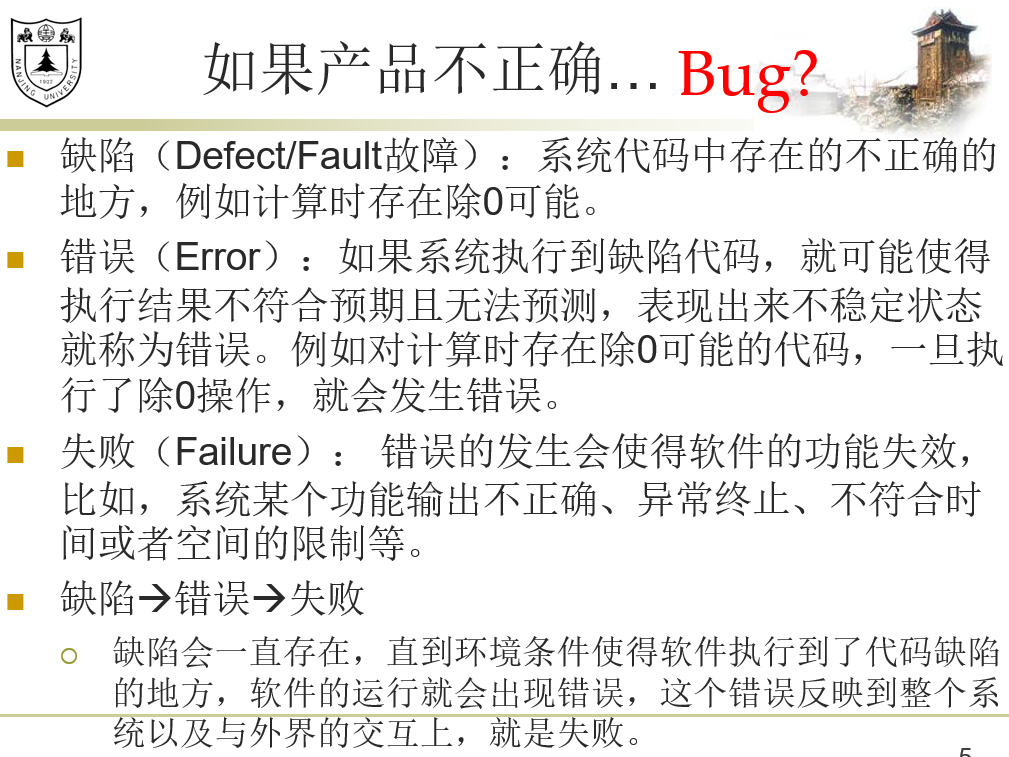 如果产品不正确… Bug?
NANJING UNIVERSITY
1902
缺陷（Defect/Fault故障）：系统代码中存在的不正确的
地方，例如计算时存在除0可能。
错误（Error）：如果系统执行到缺陷代码，就可能使得
执行结果不符合预期且无法预测，表现出来不稳定状态
就称为错误。例如对计算时存在除0可能的代码，一旦执
行了除0操作，就会发生错误。
失败（Failure）： 错误的发生会使得软件的功能失效，
比如，系统某个功能输出不正确、异常终止、不符合时
间或者空间的限制等。
缺陷→错误→失败
缺陷会一直存在，直到环境条件使得软件执行到了代码缺陷
的地方，软件的运行就会出现错误，这个错误反映到整个系
统以及与外界的交互上，就是失败。
5